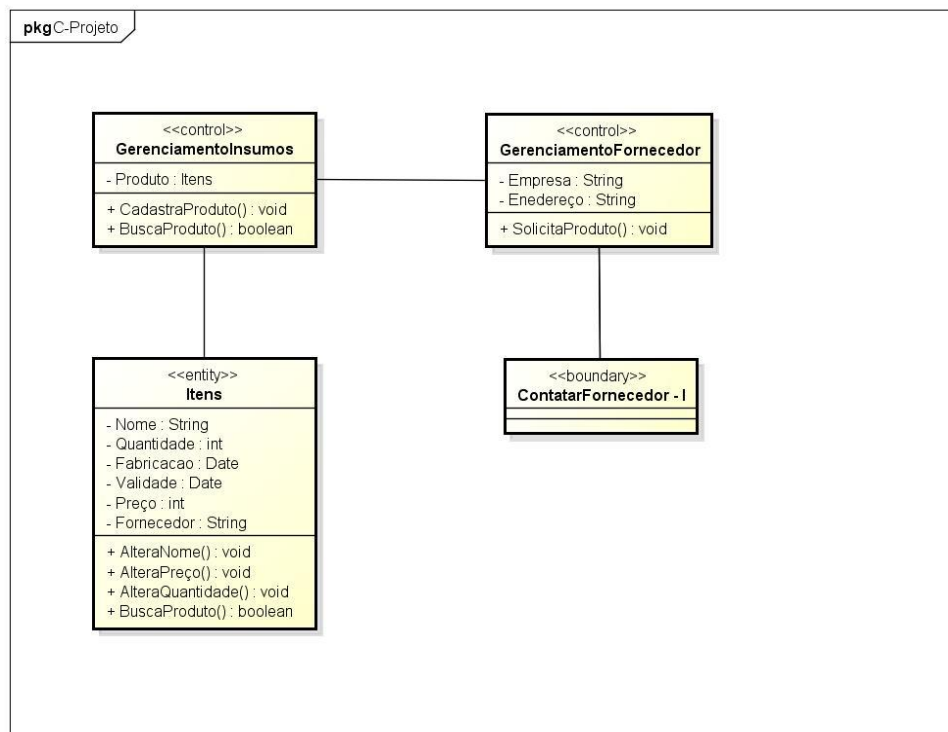 pkg C-Projeto
<<control>>
GerenciamentoInsumos
- Produto : Itens
+ CadastraProduto() : void
+ BuscaProduto() : boolean
<<control>>
GerenciamentoFornecedor
- Empresa : String
- Enedereço : String
+ SolicitaProduto() : void
<<entity>>
Itens
- Nome : String
- Quantidade : int
- Fabricacao : Date
- Validade : Date
- Preço : int
- Fornecedor : String
+ AlteraNome() : void
+ AlteraPreço() : void
+ AlteraQuantidade() : void
+ BuscaProduto() : boolean
<<boundary>>
ContatarFornecedor - I